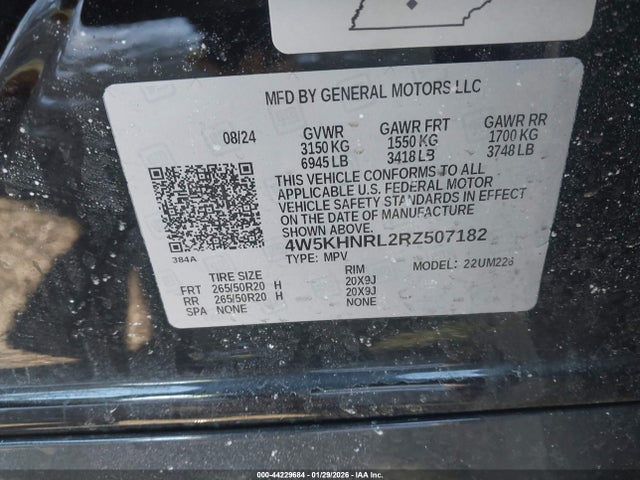 MFD BY GENERAL MOTORS LLC
08/24 GVWR GAWR FRT GAWR RR
3150 KG 1550 KG 1700 KG
6945 LB 3418 LB 3748 LB
THIS VEHICLE CONFORMS TO ALL
APPLICABLE U.S. FEDERAL MOTOR
VEHICLE SAFETY STANDARDS IN EFFECT
ON THE DATE OF MANUFACTURE
SHOWN ABOVE.
4W5KHNRL2RZ507182
384A TYPE: MPV MODEL: 22UM226
TIRE SIZE RIM
FRT 265/50R20 H 20X9J
RR 265/50R20 H 20X9J
SPA NONE NONE
000-44229684 | 01/29/2026 - IAA Inc.